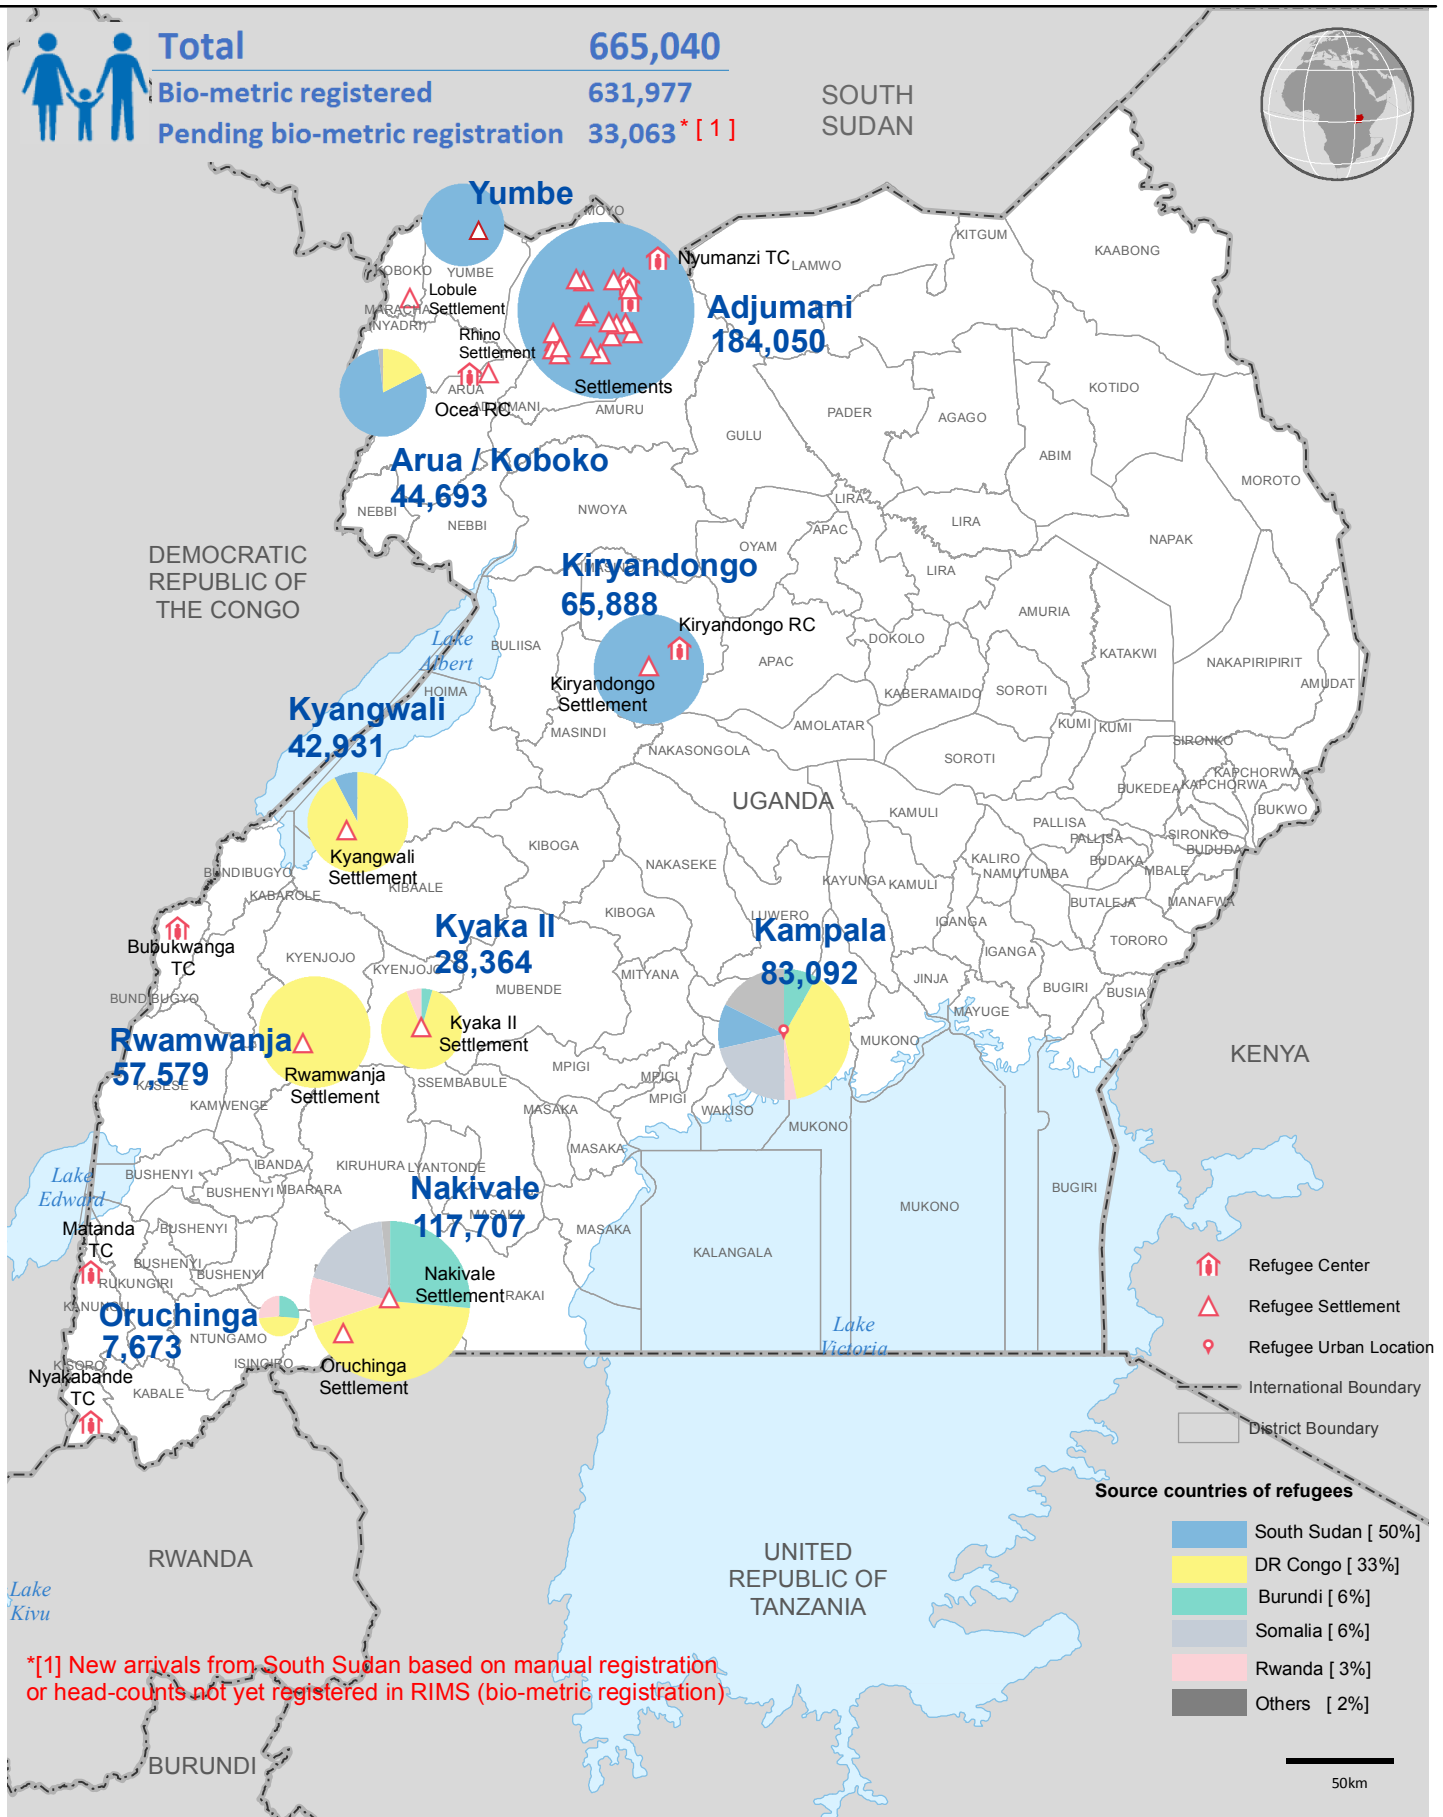 Total 665,040
Bio-metric registered 631,977
Pending bio-metric registration 33,063 * [ 1 ]
SOUTH
SUDAN
Yumbe
MOYO
KITGUM
KAABONG
Nyumanzi TC
LAMWO
KOBOKO
YUMBE
Lobule
Settlement
MARACHA
(NYADRI)
Adjumani
184,050
Rhino
Settlement
Settlements
ARUA
Ocea RC
ADJUMANI
AMURU
KOTIDO
PADER
AGAGO
GULU
ABIM
Arua / Koboko
44,693
MOROTO
NEBBI
NEBBI
NWOYA
LIRA
APAC
LIRA
NAPAK
DEMOCRATIC
REPUBLIC OF
THE CONGO
OYAM
Kiryandongo
65,888
MASINDI
LIRA
AMURIA
Kiryandongo RC
Lake
Albert
BULIISA
DOKOLO
KATAKWI
APAC
NAKAPIRIPIRIT
AMUDAT
HOIMA
Kiryandongo
Settlement
KABERAMAIDO
SOROTI
Kyangwali
42,931
MASINDI
AMOLATAR
KUMI
KUMI
NAKASONGOLA
SIRONKO
SOROTI
KAPCHORWA
KAPCHORWA
BUKEDEA
BUKWO
UGANDA
KAMULI
PALLISA
PALLISA
SIRONKO
BUDUDA
Kyangwali
Settlement
KIBOGA
NAKASEKE
KALIRO
BUDAKA
MBALE
NAMUTUMBA
BUNDIBUGYO
KABAROLE
KIBAALE
KAYUNGA
KAMULI
BUTALEJA
MANAFWA
Kyaka II
28,364
KIBOGA
LUWERO
Kampala
83,092
IGANGA
IGANGA
TORORO
Bubukwanga
TC
KYENJOJO
KYENJOJO
MITYANA
JINJA
BUGIRI
BUSIA
MUBENDE
BUNDIBUGYO
MAYUGE
Kyaka II
Settlement
Rwamwanja
57,579
MUKONO
KENYA
Rwamwanja
Settlement
KASESE
KAMWENGE
SSEMBABULE
MPIGI
MPIGI
MPIGI
MASAKA
WAKISO
MUKONO
MASAKA
Lake
Edward
BUSHENYI
IBANDA
KIRUHURA
LYANTONDE
BUSHENYI
MBARARA
Nakivale
117,707
MASAKA
MASAKA
BUGIRI
MUKONO
Matanda
TC
BUSHENYI
KALANGALA
BUSHENYI
BUSHENYI
RUKUNGIRI
Nakivale
Settlement
RAKAI
KANUNGU
Oruchinga
7,673
NTUNGAMO
Lake
Victoria
KISORO
ISINGIRO
Oruchinga
Settlement
Nyakabande
TC
KABALE
Refugee Center
Refugee Settlement
Refugee Urban Location
International Boundary
District Boundary
Source countries of refugees
South Sudan [ 50%]
DR Congo [ 33%]
Burundi [ 6%]
Somalia [ 6%]
Rwanda [ 3%]
Others [ 2%]
RWANDA
UNITED
REPUBLIC OF
TANZANIA
Lake
Kivu
*[1] New arrivals from South Sudan based on manual registration
or head-counts not yet registered in RIMS (bio-metric registration)
BURUNDI
50km